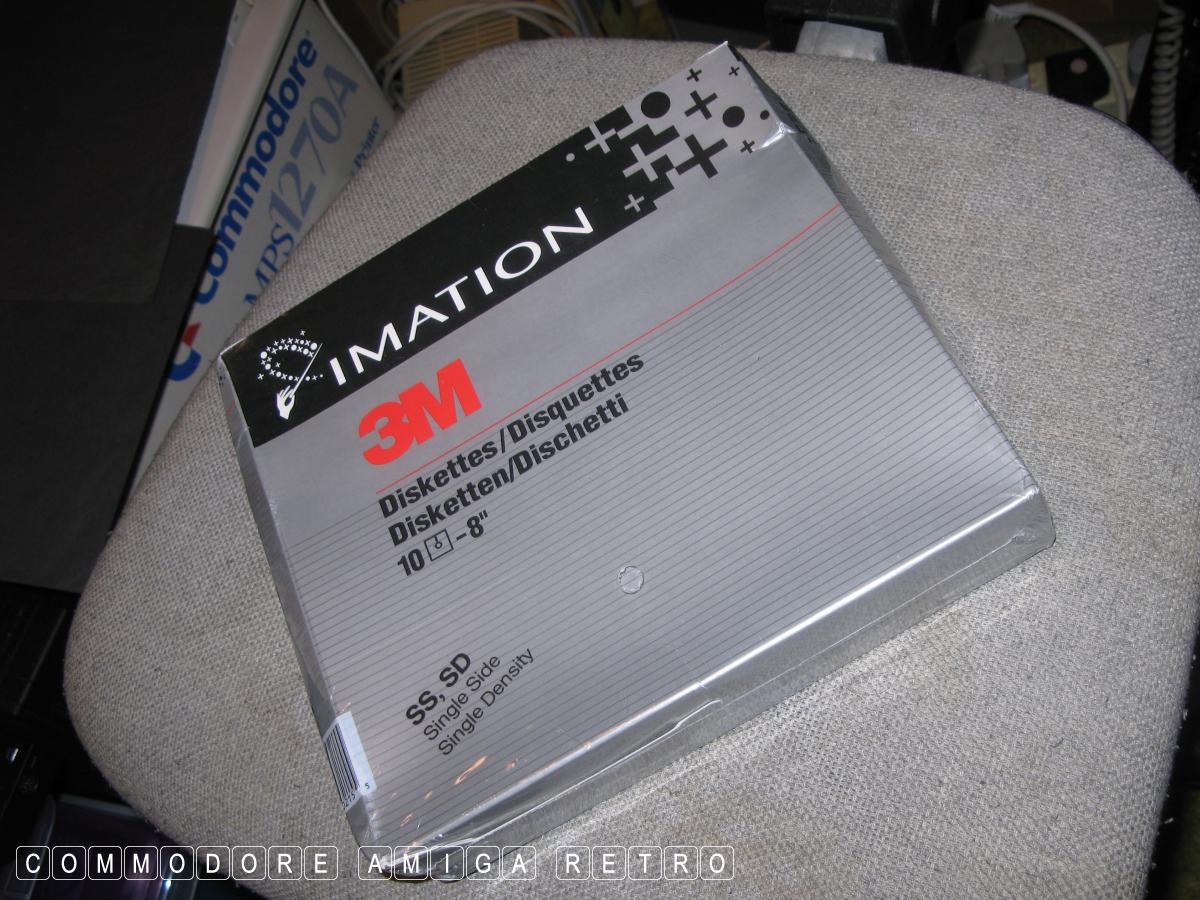 Commodore
MPS1270A
Printer
IMATION
3M
Diskettes/Disquettes
Disketten/Dischetti
10 - 8"
SS, SD
Single Side
Single Density
COMMODORE AMIGA RETRO